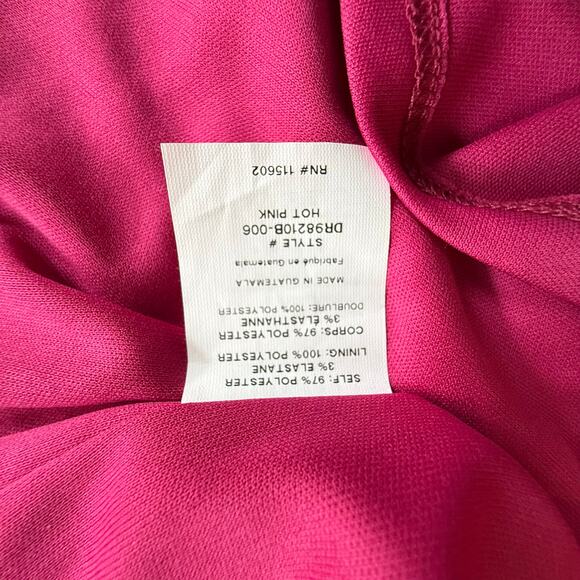 SELF: 97% POLYESTER
3% ELASTANE
LINING: 100% POLYESTER
CORPS: 97% POLYESTER
3% ÉLASTHANNE
DOUBLURE: 100% POLYESTER
MADE IN GUATEMALA
Fabriqué en Guatemala
STYLE #
DR98210B-006
HOT PINK
RN# 115602